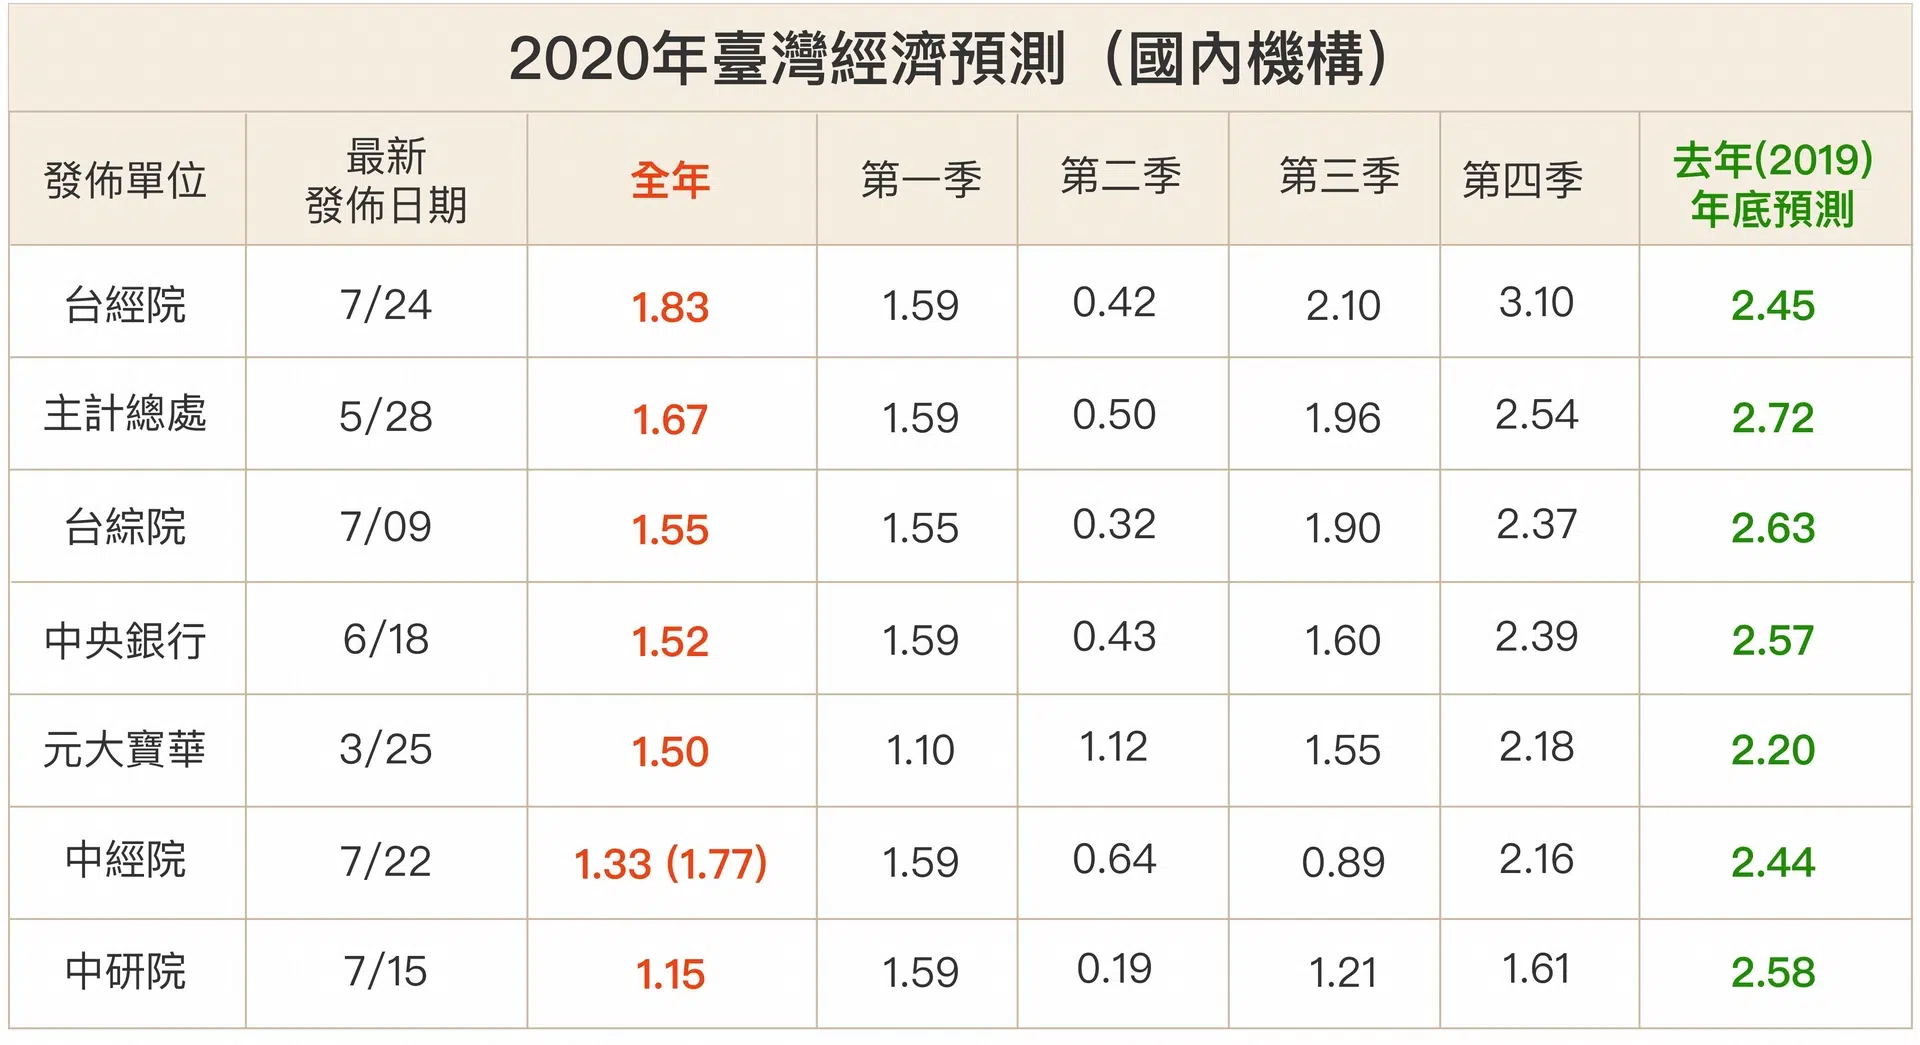 2020年臺灣經濟預測（國內機構）
發佈單位 最新發佈日期 全年 第一季 第二季 第三季 第四季 去年(2019)年底預測
台經院 7/24 1.83 1.59 0.42 2.10 3.10 2.45
主計總處 5/28 1.67 1.59 0.50 1.96 2.54 2.72
台綜院 7/09 1.55 1.55 0.32 1.90 2.37 2.63
中央銀行 6/18 1.52 1.59 0.43 1.60 2.39 2.57
元大寶華 3/25 1.50 1.10 1.12 1.55 2.18 2.20
中經院 7/22 1.33 (1.77) 1.59 0.64 0.89 2.16 2.44
中研院 7/15 1.15 1.59 0.19 1.21 1.61 2.58